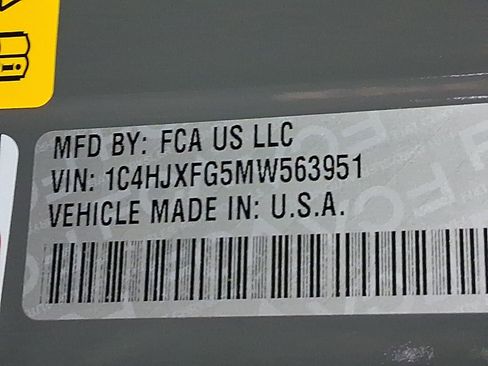 MFD BY: FCA US LLC
VIN: 1C4HJXFG5MW563951
VEHICLE MADE IN: U.S.A.